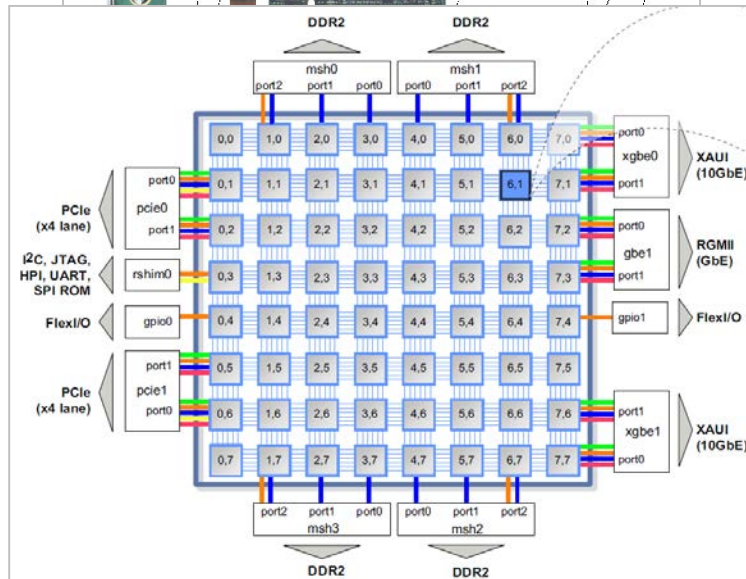 DDR2 DDR2
msh0 msh1
port2 port1 port0 port0 port1 port2
0,0 1,0 2,0 3,0 4,0 5,0 6,0 7,0
port0
xgbe0
port1
XAUI
(10GbE)
0,1 1,1 2,1 3,1 4,1 5,1 6,1 7,1
PCIe
(x4 lane)
port0
pcie0
port1
0,2 1,2 2,2 3,2 4,2 5,2 6,2 7,2
port0
gbe1
port1
RGMII
(GbE)
I²C, JTAG,
HPI, UART,
SPI ROM
rshim0
0,3 1,3 2,3 3,3 4,3 5,3 6,3 7,3
FlexI/O gpio0 0,4 1,4 2,4 3,4 4,4 5,4 6,4 7,4 gpio1 FlexI/O
PCIe
(x4 lane)
port1
pcie1
port0
0,5 1,5 2,5 3,5 4,5 5,5 6,5 7,5
0,6 1,6 2,6 3,6 4,6 5,6 6,6 7,6
port1
xgbe1
port0
XAUI
(10GbE)
0,7 1,7 2,7 3,7 4,7 5,7 6,7 7,7
port2 port1 port0 port0 port1 port2
msh3 msh2
DDR2 DDR2